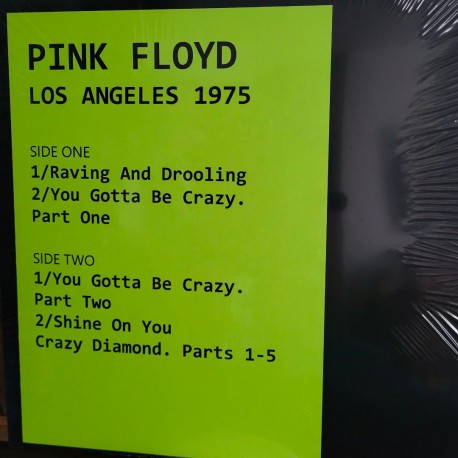 PINK FLOYD
LOS ANGELES 1975
SIDE ONE
1/Raving And Drooling
2/You Gotta Be Crazy.
Part One
SIDE TWO
1/You Gotta Be Crazy.
Part Two
2/Shine On You
Crazy Diamond. Parts 1-5